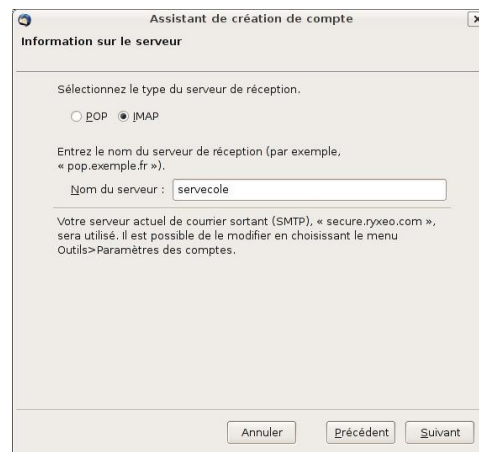 Assistant de création de compte
Information sur le serveur
Sélectionnez le type du serveur de réception.
POP IMAP
Entrez le nom du serveur de réception (par exemple,
« pop.exemple.fr »).
Nom du serveur : servecole
Votre serveur actuel de courrier sortant (SMTP), « secure.ryxeo.com »,
sera utilisé. Il est possible de le modifier en choisissant le menu
Outils>Paramètres des comptes.
Annuler Précédent Suivant